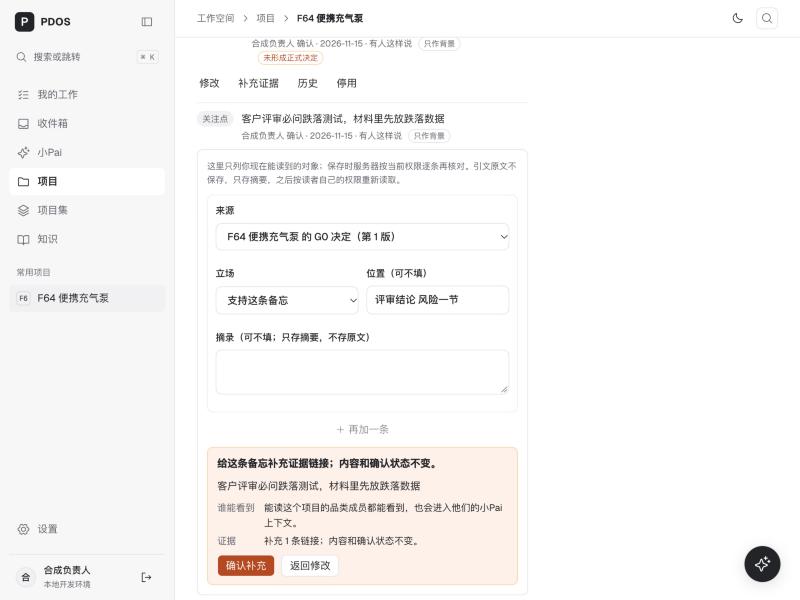 P PDOS
工作空间 > 项目 > F64 便携充气泵
搜索或跳转 ⌘ K
我的工作
收件箱
小Pai
项目
项目集
知识
常用项目
F6 F64 便携充气泵
设置
合 合成负责人
本地开发环境
合成负责人 确认 · 2026-11-15 · 有人这样说 只作背景
未形成正式决定
修改 补充证据 历史 停用
关注点 客户评审必问跌落测试，材料里先放跌落数据
合成负责人 确认 · 2026-11-15 · 有人这样说 只作背景
这里只列你现在能读到的对象；保存时服务器按当前权限逐条再核对。引文原文不
保存，只存摘要，之后按读者自己的权限重新读取。
来源
F64 便携充气泵 的 G0 决定（第 1 版）
立场 位置（可不填）
支持这条备忘 评审结论 风险一节
摘录（可不填；只存摘要，不存原文）
+ 再加一条
给这条备忘补充证据链接；内容和确认状态不变。
客户评审必问跌落测试，材料里先放跌落数据
谁能看到 能读这个项目的品类成员都能看到，也会进入他们的小Pai
上下文。
证据 补充 1 条链接；内容和确认状态不变。
确认补充 返回修改